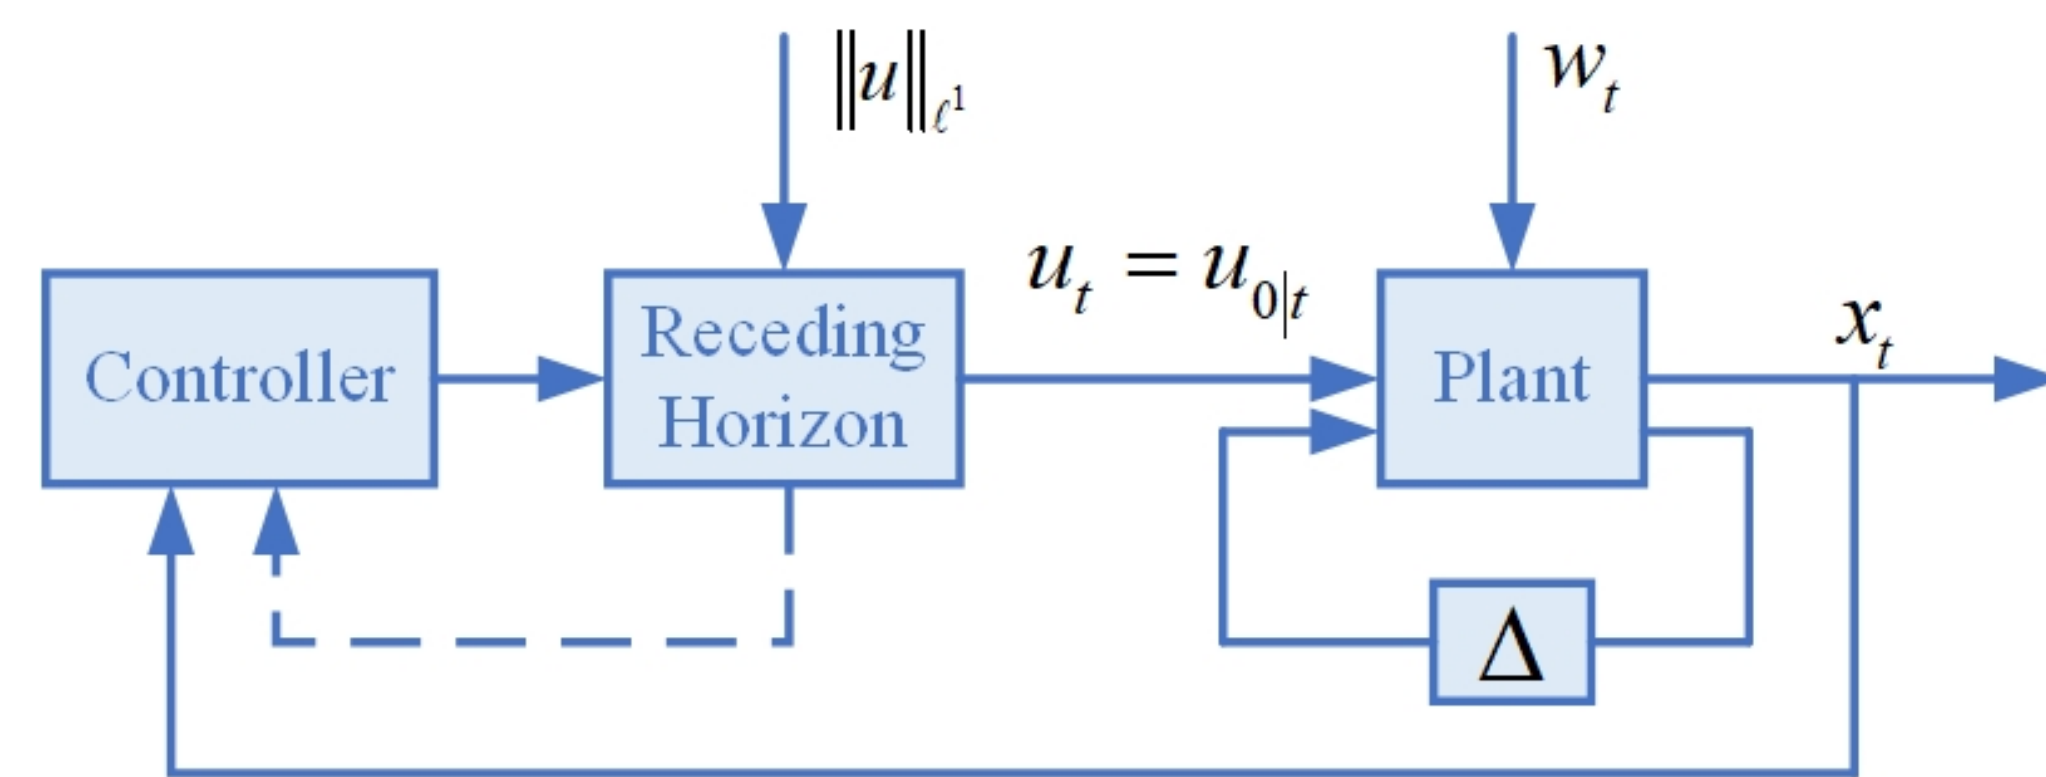 ‖u‖ℓ¹
wₜ
uₜ = u₀|ₜ
xₜ
Controller
Receding
Horizon
Plant
Δ